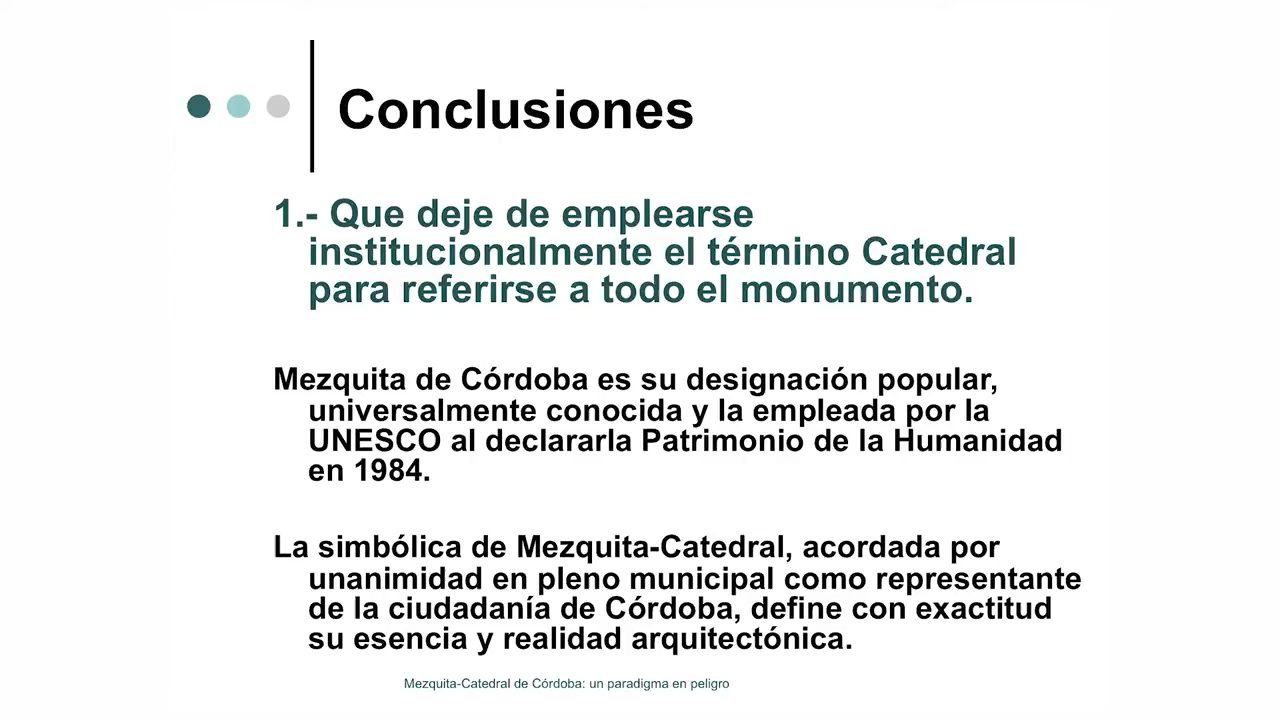 Conclusiones
1.- Que deje de emplearse
institucionalmente el término Catedral
para referirse a todo el monumento.
Mezquita de Córdoba es su designación popular,
universalmente conocida y la empleada por la
UNESCO al declararla Patrimonio de la Humanidad
en 1984.
La simbólica de Mezquita-Catedral, acordada por
unanimidad en pleno municipal como representante
de la ciudadanía de Córdoba, define con exactitud
su esencia y realidad arquitectónica.
Mezquita-Catedral de Córdoba: un paradigma en peligro